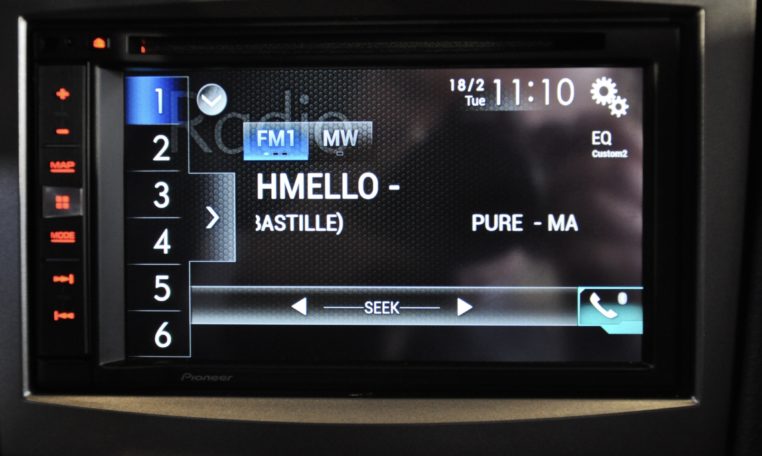 1
2
3
4
5
6
Radio
18/2
Tue
11:10
FM1
MW
EQ
Custom2
HMELLO -
BASTILLE)
PURE - MA
SEEK
MAP
MODE
Pioneer